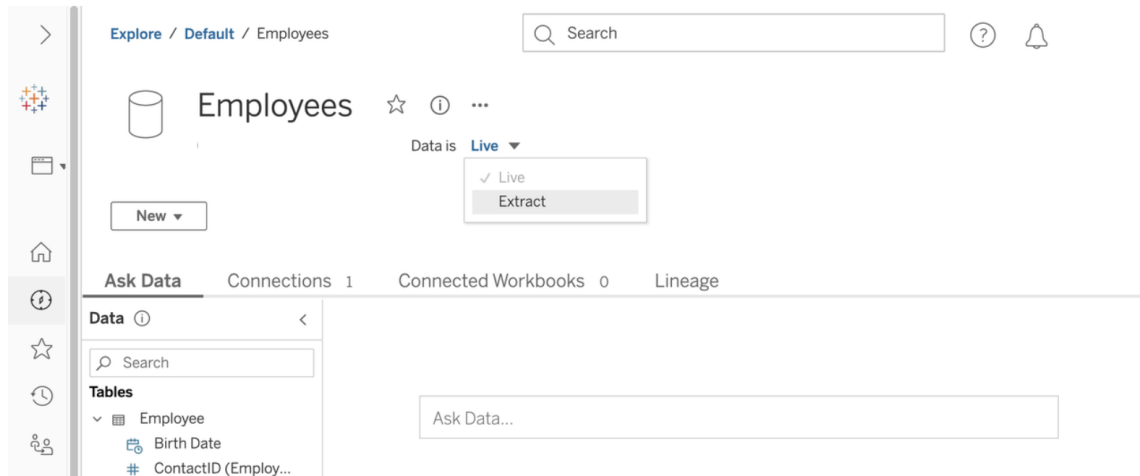 Explore / Default / Employees
Search
Employees
Data is Live
Live
Extract
New
Ask Data
Connections 1
Connected Workbooks 0
Lineage
Data
Search
Tables
Employee
Birth Date
# ContactID (Employ...
Ask Data...